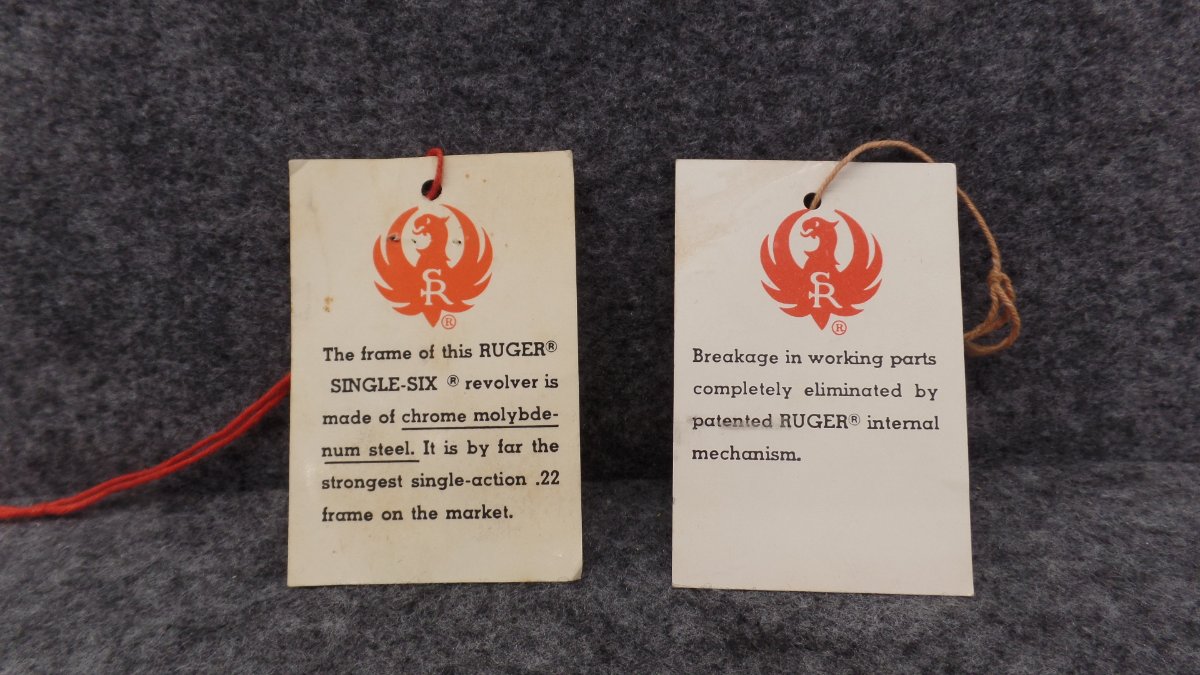 SR
®
The frame of this RUGER®
SINGLE-SIX ® revolver is
made of chrome molybde-
num steel. It is by far the
strongest single-action .22
frame on the market.
SR
®
Breakage in working parts
completely eliminated by
patented RUGER® internal
mechanism.